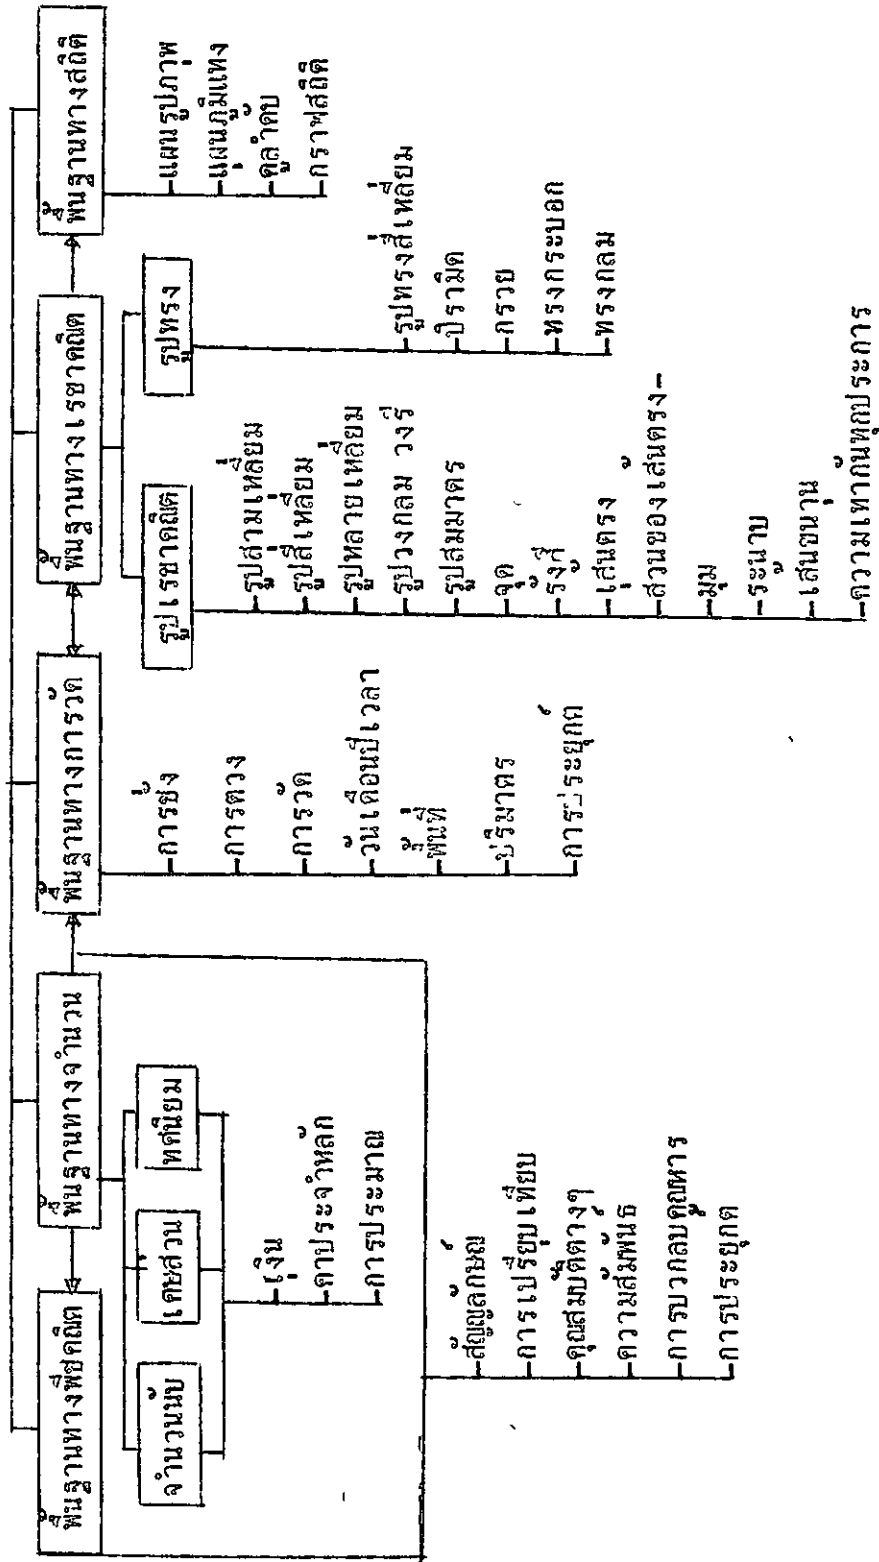 พื้นฐานทางพีชคณิต
พื้นฐานทางจำนวน
พื้นฐานทางการวัด
พื้นฐานทางเรขาคณิต
พื้นฐานทางสถิติ
จำนวนนับ
เศษส่วน
ทศนิยม
เงิน
คาประจำหลัก
การประมาณ
สัญญลักษณ์
การเปรียบเทียบ
คุณสมบัติตางๆ
ความสัมพันธ์
การบวกลบคูณหาร
การประยุกต์
การชั่ง
การตวง
การวัด
วันเดือนปีเวลา
พื้นที่
ปริมาตร
การประยุกต์
รูปเรขาคณิต
รูปสามเหลี่ยม
รูปสี่เหลี่ยม
รูปหลายเหลี่ยม
รูปวงกลม วงรี
รูปสมมาตร
จุด
รังสี
เส้นตรง
สวนของเส้นตรง-
มุม
ระนาบ
เส้นขนาน
ความเทากันทุกประการ
รูปทรง
รูปทรงสี่เหลี่ยม
ปิรามิด
กรวย
ทรงกระบอก
ทรงกลม
แผนรูปภาพ
แผนภูมิแทง
คูลำดับ
กราฟสถิติ